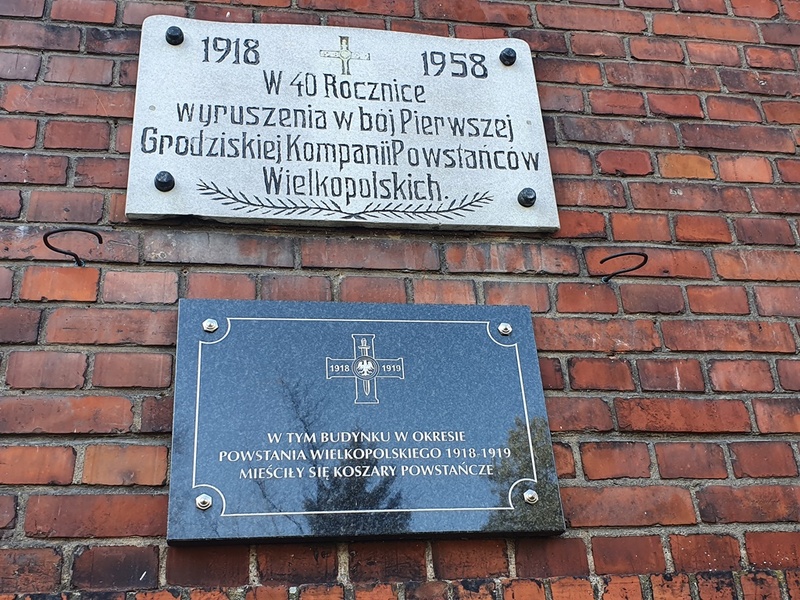 1918 1958
W 40 Rocznicę
wyruszenia w bój Pierwszej
Grodziskiej Kompanii Powstańców
Wielkopolskich.
1918 1919
W TYM BUDYNKU W OKRESIE
POWSTANIA WIELKOPOLSKIEGO 1918-1919
MIEŚCIŁY SIĘ KOSZARY POWSTAŃCZE